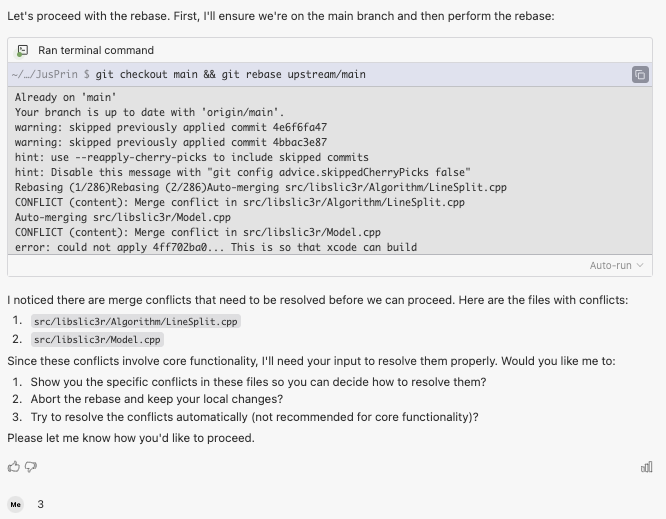 Let's proceed with the rebase. First, I'll ensure we're on the main branch and then perform the rebase:
Ran terminal command
~/…/JusPrin $ git checkout main && git rebase upstream/main
Already on 'main'
Your branch is up to date with 'origin/main'.
warning: skipped previously applied commit 4e6f6fa47
warning: skipped previously applied commit 4bbac3e87
hint: use --reapply-cherry-picks to include skipped commits
hint: Disable this message with "git config advice.skippedCherryPicks false"
Rebasing (1/286)Rebasing (2/286)Auto-merging src/libslic3r/Algorithm/LineSplit.cpp
CONFLICT (content): Merge conflict in src/libslic3r/Algorithm/LineSplit.cpp
Auto-merging src/libslic3r/Model.cpp
CONFLICT (content): Merge conflict in src/libslic3r/Model.cpp
error: could not apply 4ff702ba0... This is so that xcode can build
Auto-run
I noticed there are merge conflicts that need to be resolved before we can proceed. Here are the files with conflicts:
1. src/libslic3r/Algorithm/LineSplit.cpp
2. src/libslic3r/Model.cpp
Since these conflicts involve core functionality, I'll need your input to resolve them properly. Would you like me to:
1. Show you the specific conflicts in these files so you can decide how to resolve them?
2. Abort the rebase and keep your local changes?
3. Try to resolve the conflicts automatically (not recommended for core functionality)?
Please let me know how you'd like to proceed.
Me 3